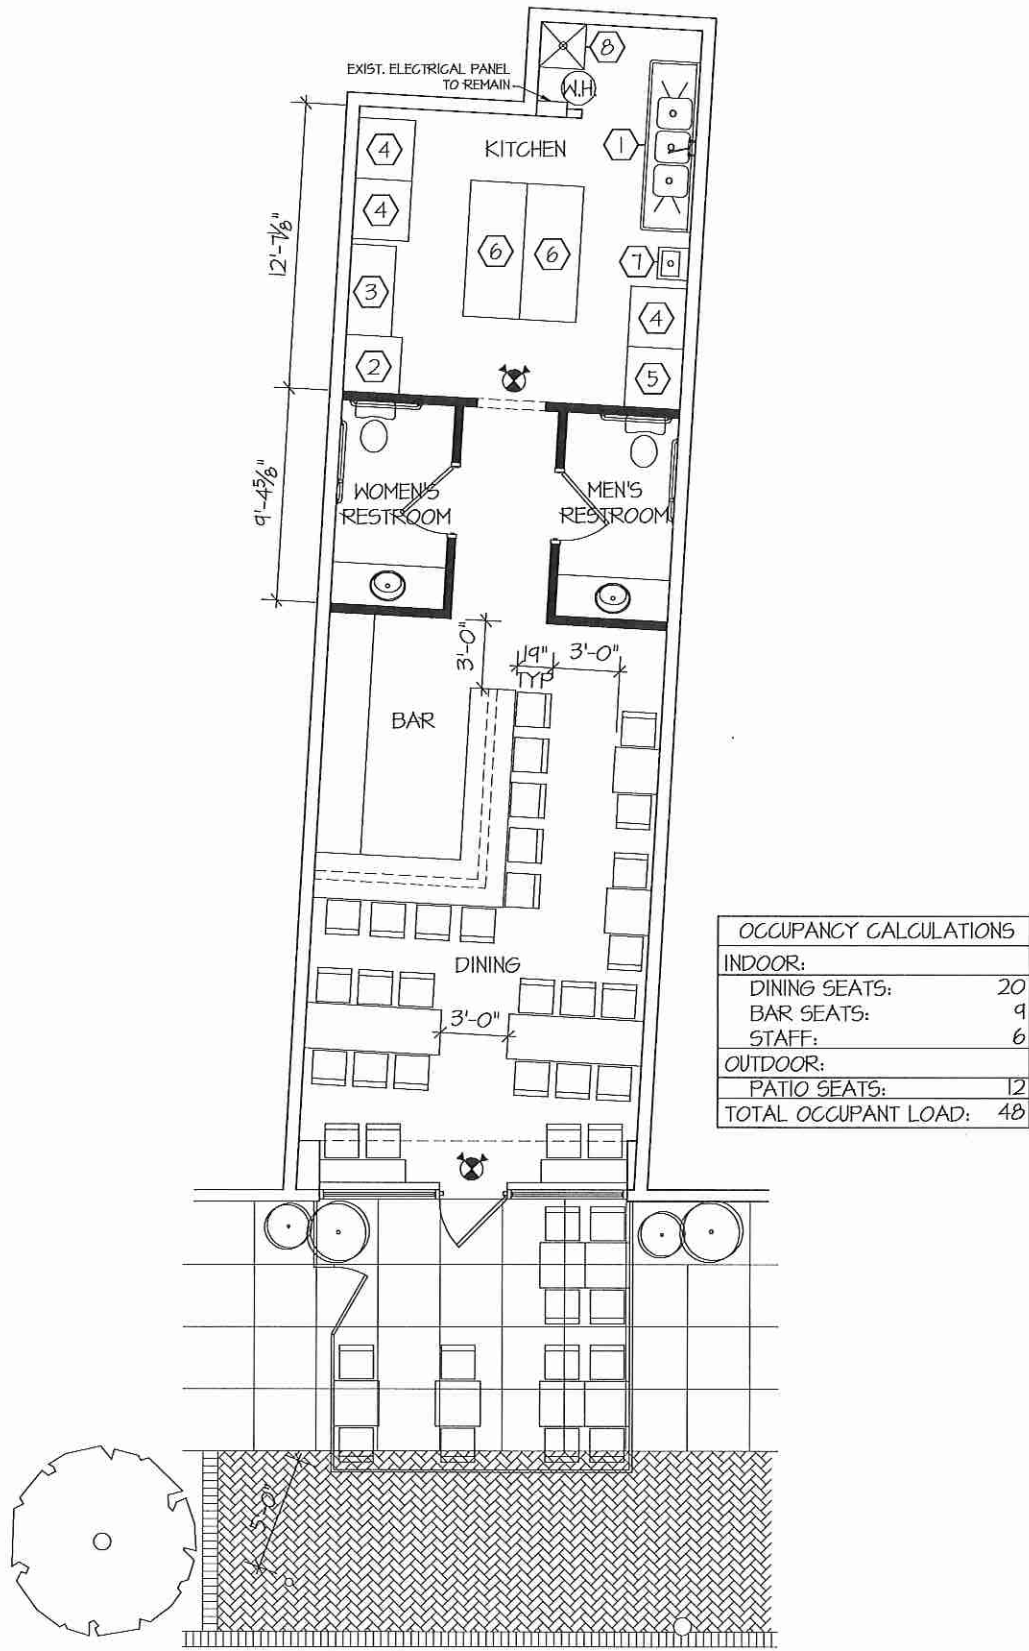 8
EXIST. ELECTRICAL PANEL
TO REMAIN
W.H.
KITCHEN
1
4
4
6
6
7
3
4
2
5
12'-7⅛"
9'-4⅝"
WOMEN'S
RESTROOM
MEN'S
RESTROOM
3'-0"
19"
TYP
3'-0"
BAR
DINING
3'-0"
OCCUPANCY CALCULATIONS
INDOOR:
DINING SEATS: 20
BAR SEATS: 9
STAFF: 6
OUTDOOR:
PATIO SEATS: 12
TOTAL OCCUPANT LOAD: 48
5'-0"